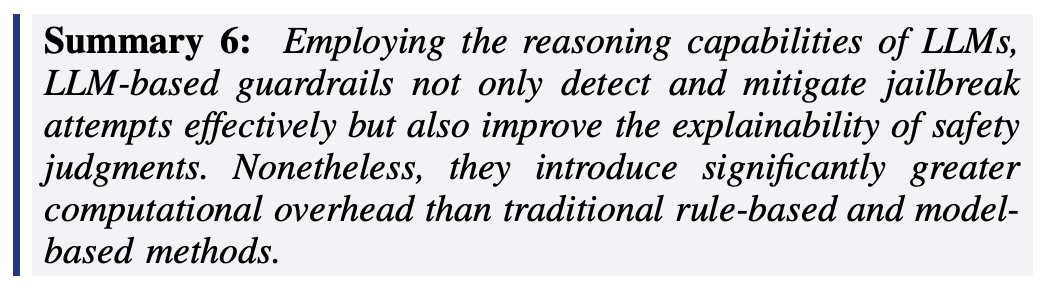 Summary 6: Employing the reasoning capabilities of LLMs,
LLM-based guardrails not only detect and mitigate jailbreak
attempts effectively but also improve the explainability of safety
judgments. Nonetheless, they introduce significantly greater
computational overhead than traditional rule-based and model-
based methods.